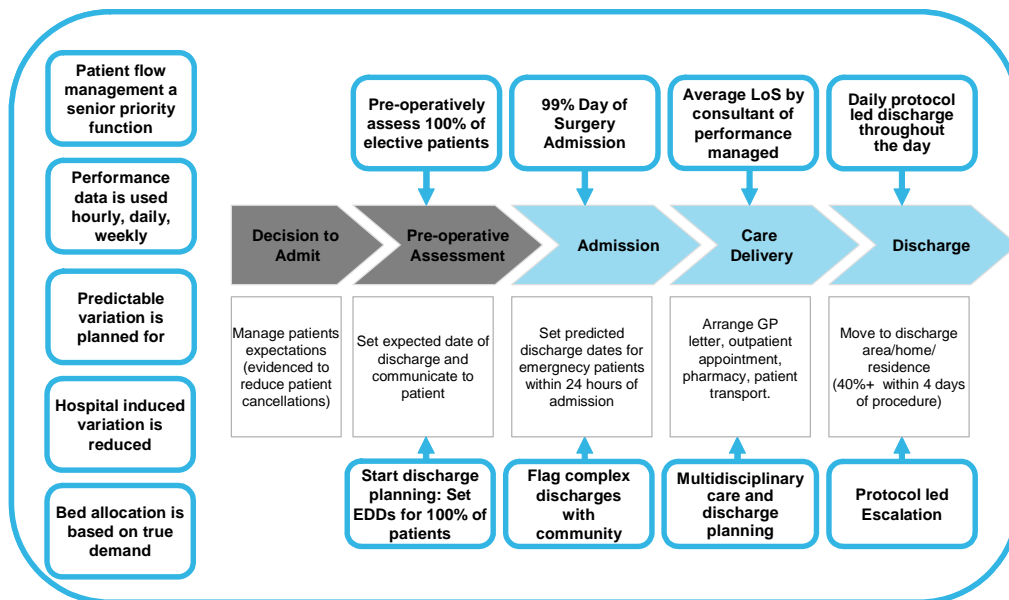 Patient flow
management a
senior priority
function
Performance
data is used
hourly, daily,
weekly
Predictable
variation is
planned for
Hospital induced
variation is
reduced
Bed allocation is
based on true
demand
Pre-operatively
assess 100% of
elective patients
99% Day of
Surgery
Admission
Average LoS by
consultant of
performance
managed
Daily protocol
led discharge
throughout
the day
Decision to
Admit
Pre-operative
Assessment
Admission
Care
Delivery
Discharge
Manage patients
expectations
(evidenced to
reduce patient
cancellations)
Set expected date of
discharge and
communicate to
patient
Set predicted
discharge dates for
emergnecy patients
within 24 hours of
admission
Arrange GP
letter, outpatient
appointment,
pharmacy, patient
transport.
Move to discharge
area/home/
residence
(40%+ within 4 days
of procedure)
Start discharge
planning: Set
EDDs for 100% of
patients
Flag complex
discharges
with
community
Multidisciplinary
care and
discharge
planning
Protocol led
Escalation